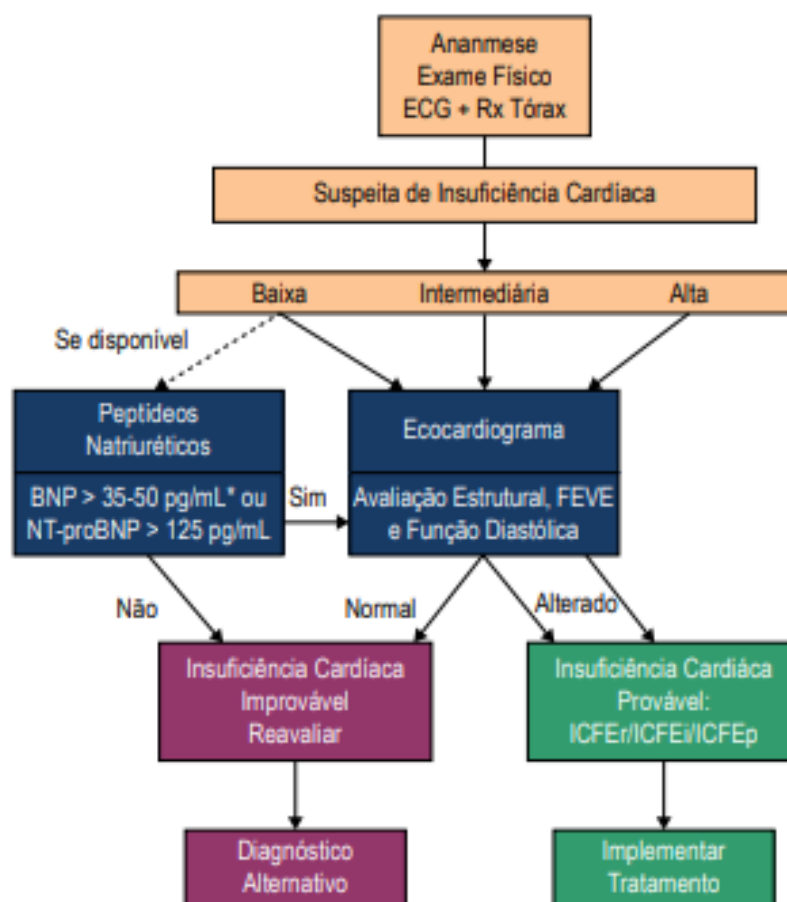 Ananmese
Exame Físico
ECG + Rx Tórax
Suspeita de Insuficiência Cardíaca
Baixa Intermediária Alta
Se disponível
Peptídeos
Natriuréticos
BNP > 35-50 pg/mL* ou
NT-proBNP > 125 pg/mL
Sim
Ecocardiograma
Avaliação Estrutural, FEVE
e Função Diastólica
Não
Normal
Alterado
Insuficiência Cardíaca
Improvável
Reavaliar
Insuficiência Cardiáca
Provável:
ICFEr/ICFEi/ICFEp
Diagnóstico
Alternativo
Implementar
Tratamento